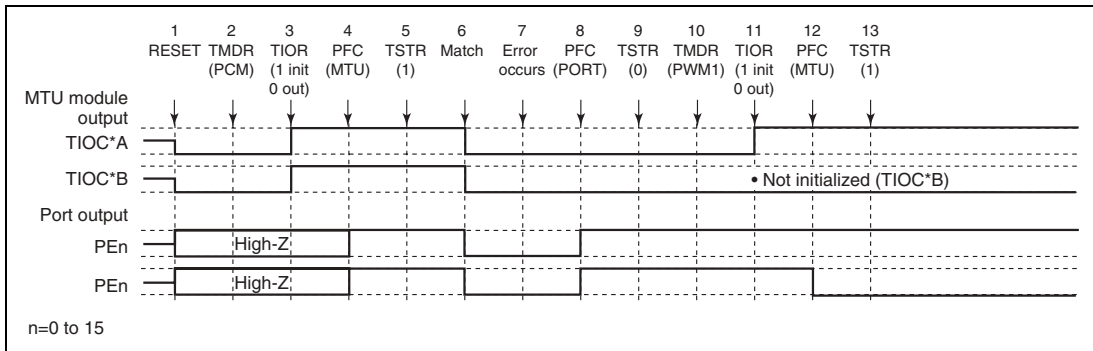 1 2 3 4 5 6 7 8 9 10 11 12 13
RESET TMDR TIOR PFC TSTR Match Error PFC TSTR TMDR TIOR PFC TSTR
(PCM) (1 init (MTU) (1) occurs (PORT) (0) (PWM1) (1 init (MTU) (1)
0 out) 0 out)
MTU module
output
TIOC*A
TIOC*B
• Not initialized (TIOC*B)
Port output
PEn
High-Z
PEn
High-Z
n=0 to 15